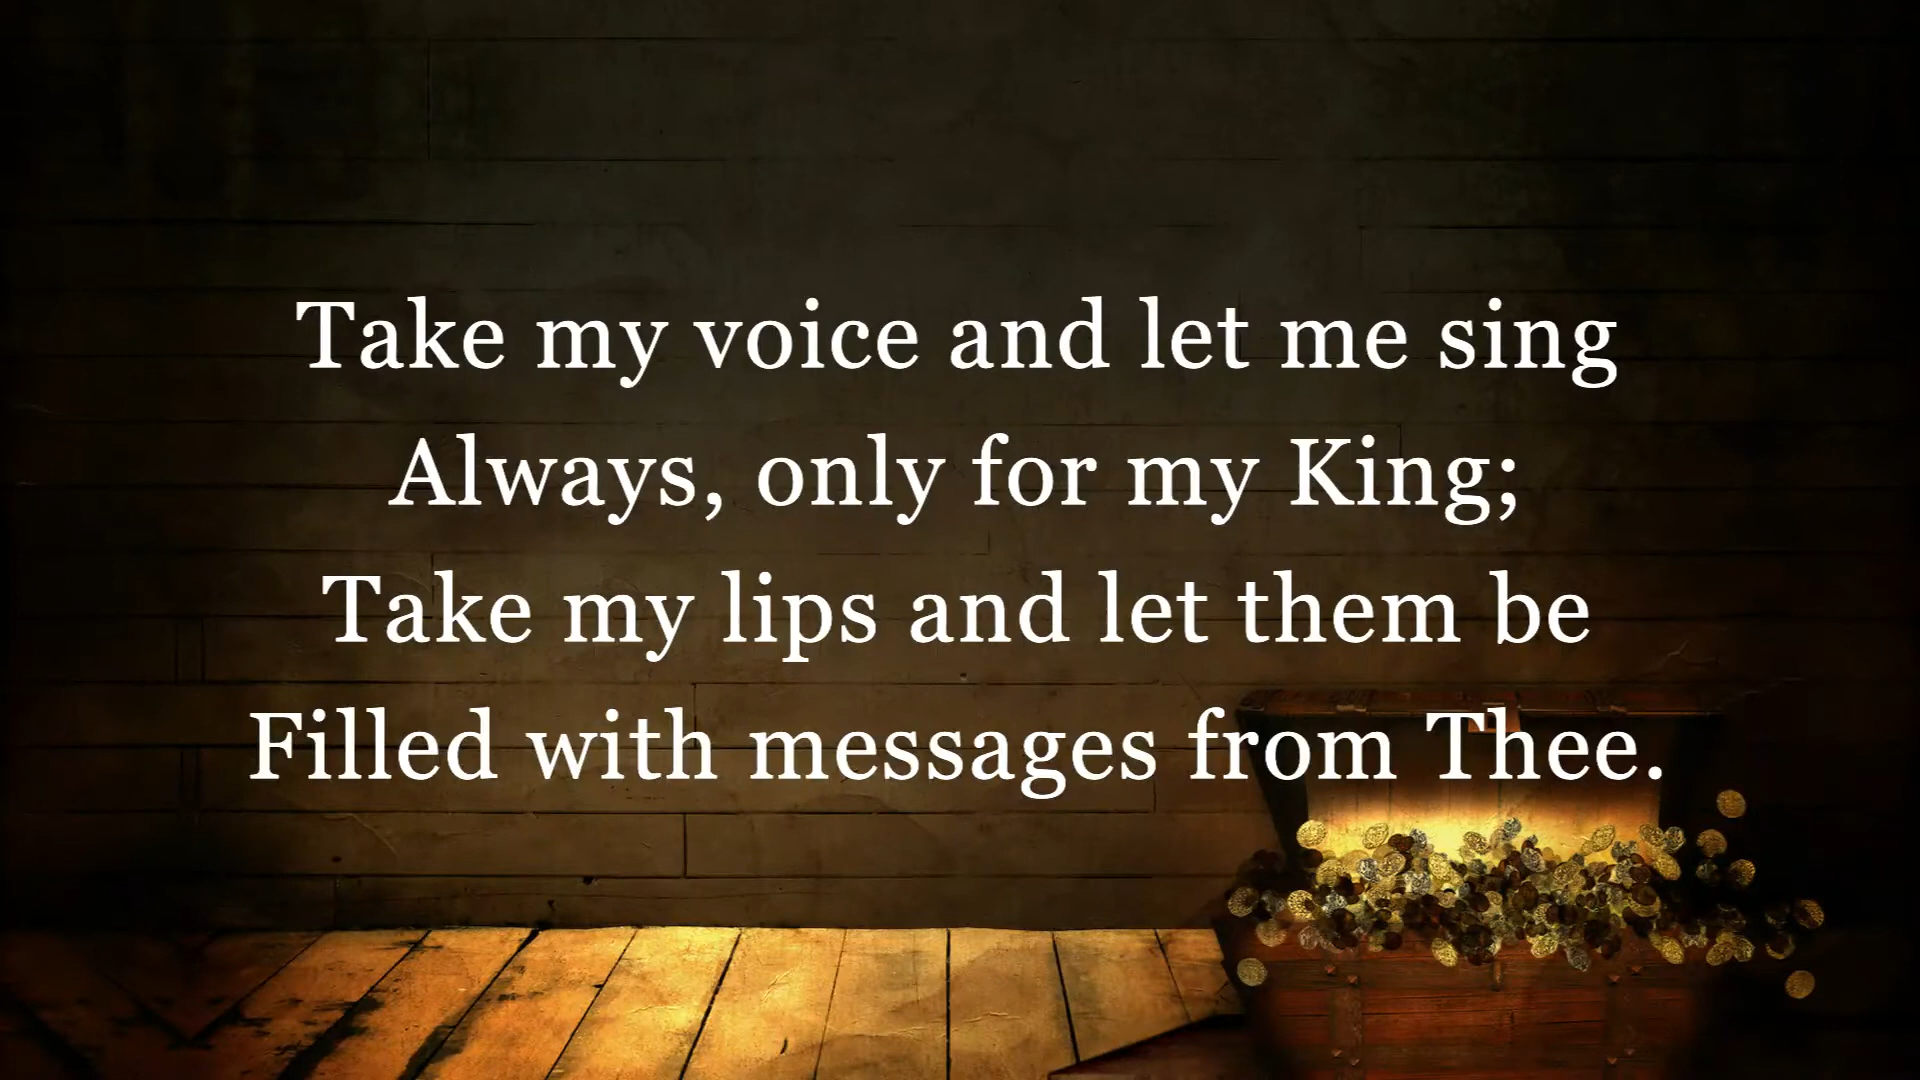 Take my voice and let me sing
Always, only for my King;
Take my lips and let them be
Filled with messages from Thee.